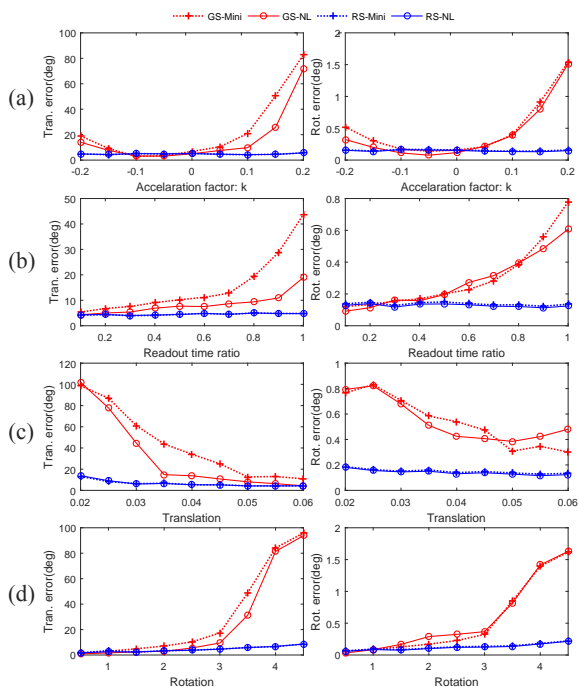 GS-Mini GS-NL RS-Mini RS-NL
(a)
Tran. error(deg)
100
80
60
40
20
0
-0.2 -0.1 0 0.1 0.2
Accelaration factor: k
Rot. error(deg)
2
1.5
1
0.5
0
-0.2 -0.1 0 0.1 0.2
Accelaration factor: k
(b)
Tran. error(deg)
50
40
30
20
10
0
0.2 0.4 0.6 0.8 1
Readout time ratio
Rot. error(deg)
0.8
0.6
0.4
0.2
0
0.2 0.4 0.6 0.8 1
Readout time ratio
(c)
Tran. error(deg)
120
100
80
60
40
20
0
0.02 0.03 0.04 0.05 0.06
Translation
Rot. error(deg)
1
0.8
0.6
0.4
0.2
0
0.02 0.03 0.04 0.05 0.06
Translation
(d)
Tran. error(deg)
100
80
60
40
20
0
1 2 3 4
Rotation
Rot. error(deg)
2
1.5
1
0.5
0
1 2 3 4
Rotation